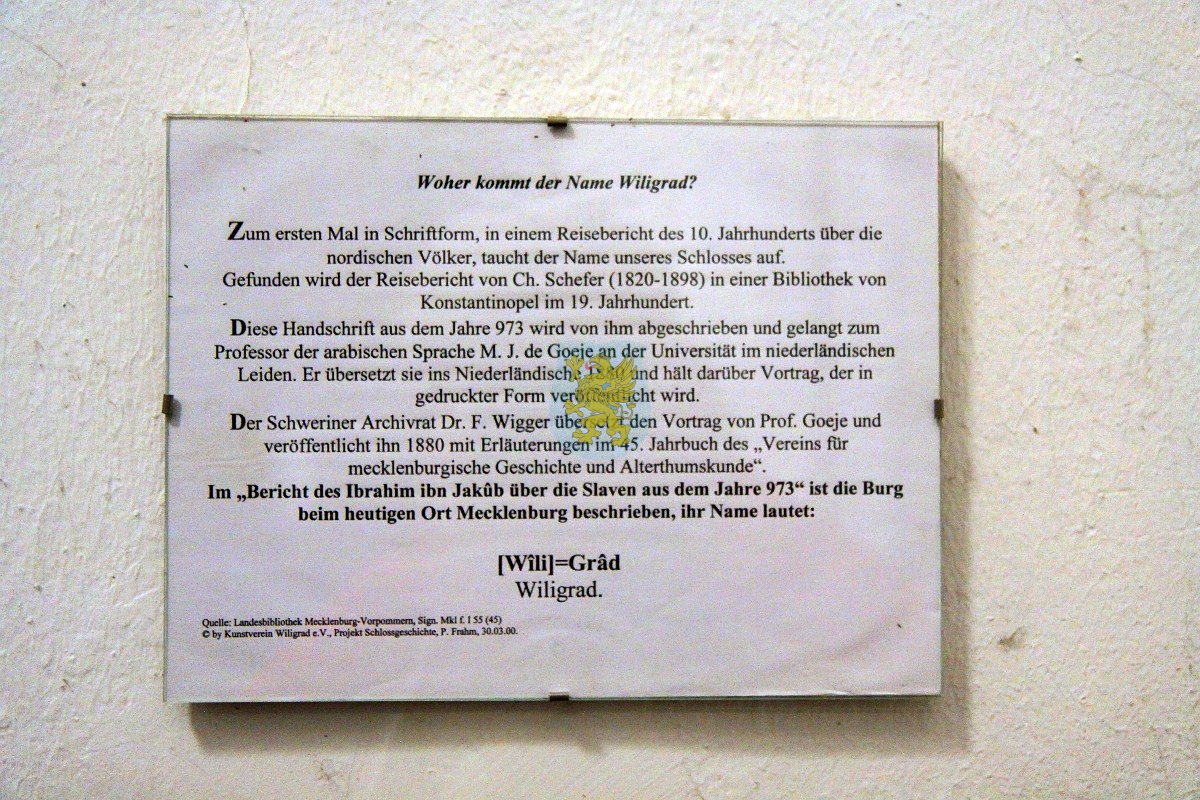 Woher kommt der Name Wiligrad?
Zum ersten Mal in Schriftform, in einem Reisebericht des 10. Jahrhunderts über die
nordischen Völker, taucht der Name unseres Schlosses auf.
Gefunden wird der Reisebericht von Ch. Schefer (1820-1898) in einer Bibliothek von
Konstantinopel im 19. Jahrhundert.
Diese Handschrift aus dem Jahre 973 wird von ihm abgeschrieben und gelangt zum
Professor der arabischen Sprache M. J. de Goeje an der Universität im niederländischen
Leiden. Er übersetzt sie ins Niederländische 1880 und hält darüber Vortrag, der in
gedruckter Form veröffentlicht wird.
Der Schweriner Archivrat Dr. F. Wigger übersetzt den Vortrag von Prof. Goeje und
veröffentlicht ihn 1880 mit Erläuterungen im 45. Jahrbuch des „Vereins für
mecklenburgische Geschichte und Alterthumskunde“.
Im „Bericht des Ibrahim ibn Jakûb über die Slaven aus dem Jahre 973“ ist die Burg
beim heutigen Ort Mecklenburg beschrieben, ihr Name lautet:
[Wîli]=Grâd
Wiligrad.
Quelle: Landesbibliothek Mecklenburg-Vorpommern, Sign. Mkl f. I 55 (45)
© by Kunstverein Wiligrad e.V., Projekt Schlossgeschichte, P. Frahm, 30.03.00.